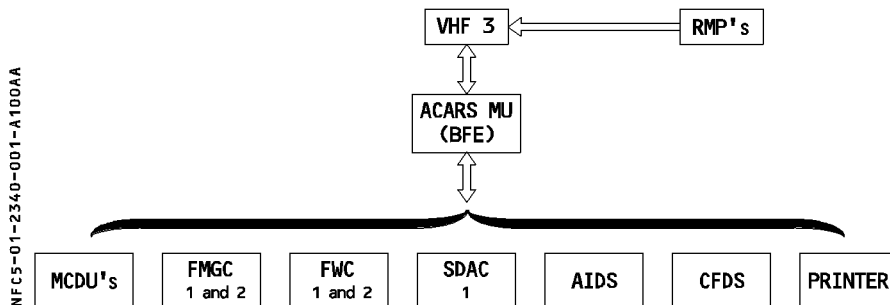 VHF 3
RMP's
ACARS MU
(BFE)
MCDU's
FMGC
1 and 2
FWC
1 and 2
SDAC
1
AIDS
CFDS
PRINTER
NFC5-01-2340-001-A100AA